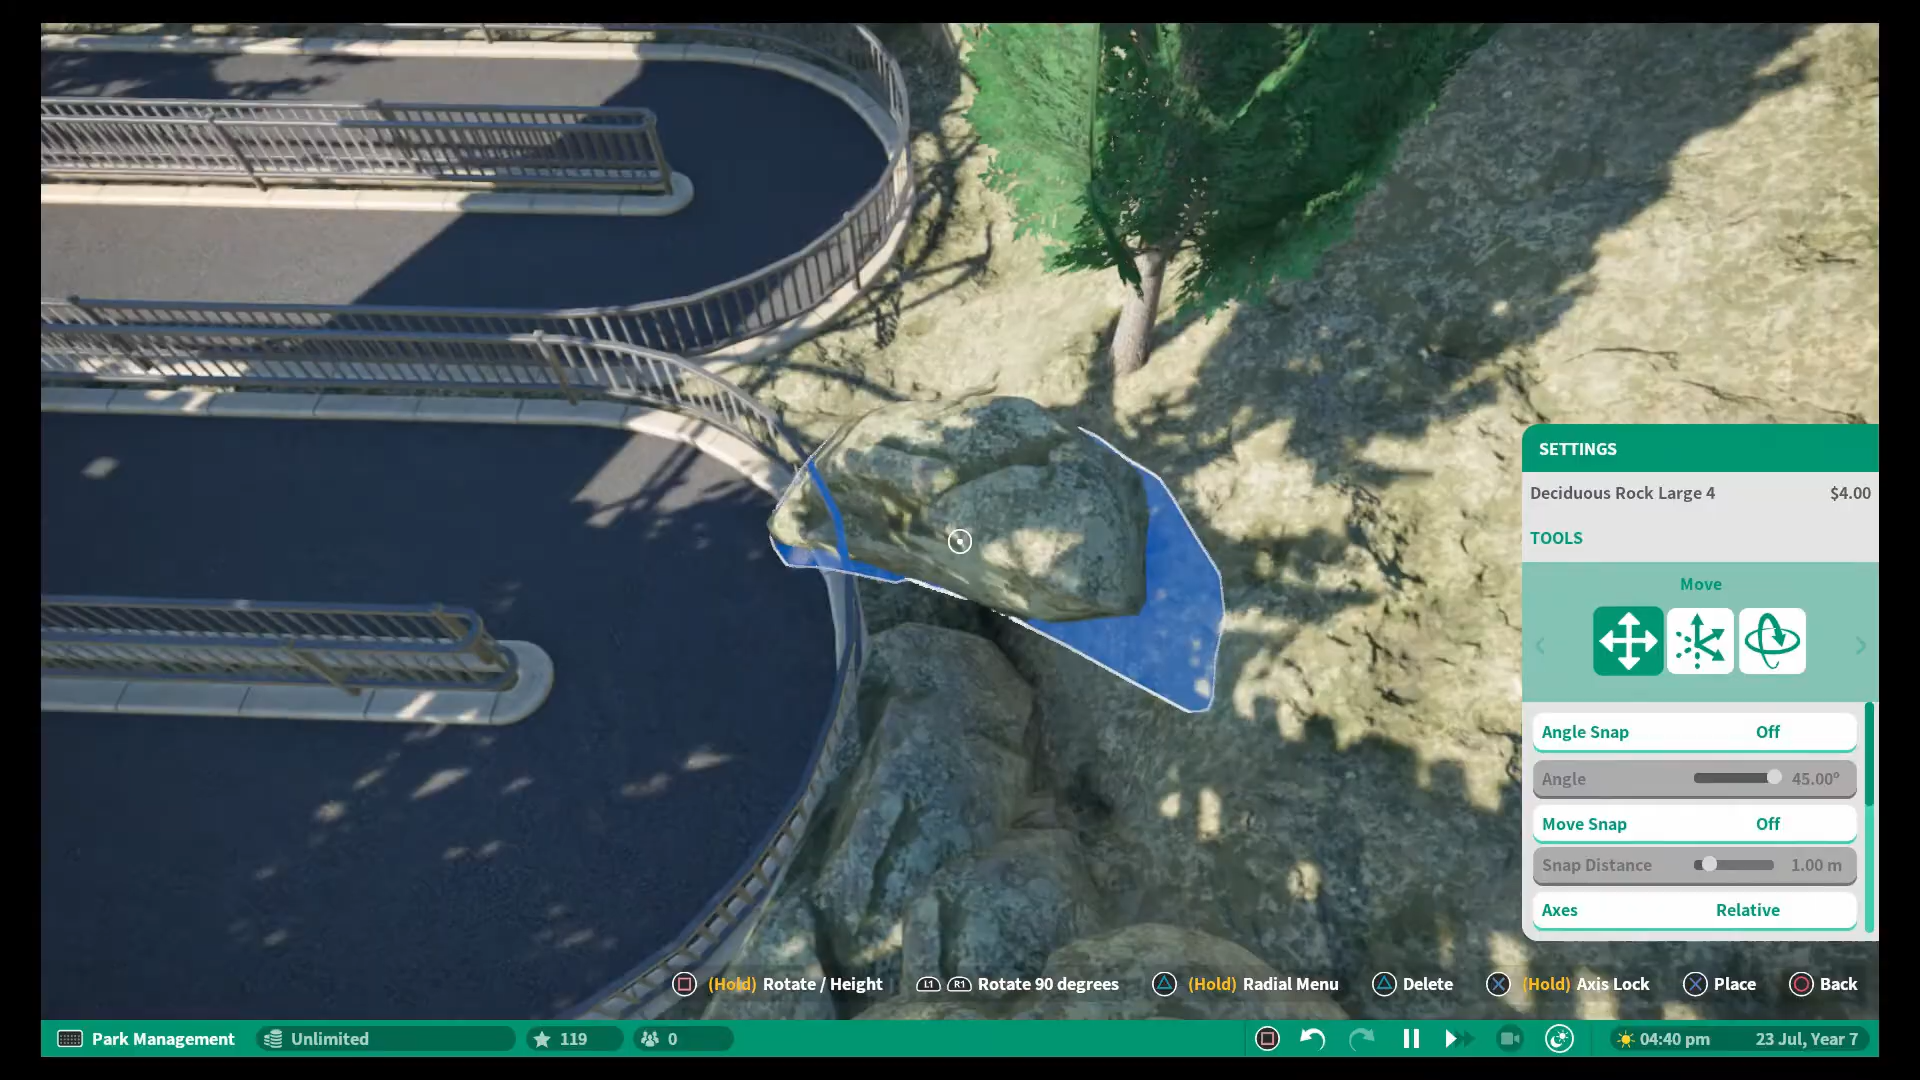 SETTINGS
Deciduous Rock Large 4 $4.00
TOOLS
Move
Angle Snap Off
Angle 45.00°
Move Snap Off
Snap Distance 1.00 m
Axes Relative
(Hold) Rotate / Height L1 R1 Rotate 90 degrees (Hold) Radial Menu Delete (Hold) Axis Lock Place Back
Park Management Unlimited 119 0 04:40 pm 23 Jul, Year 7